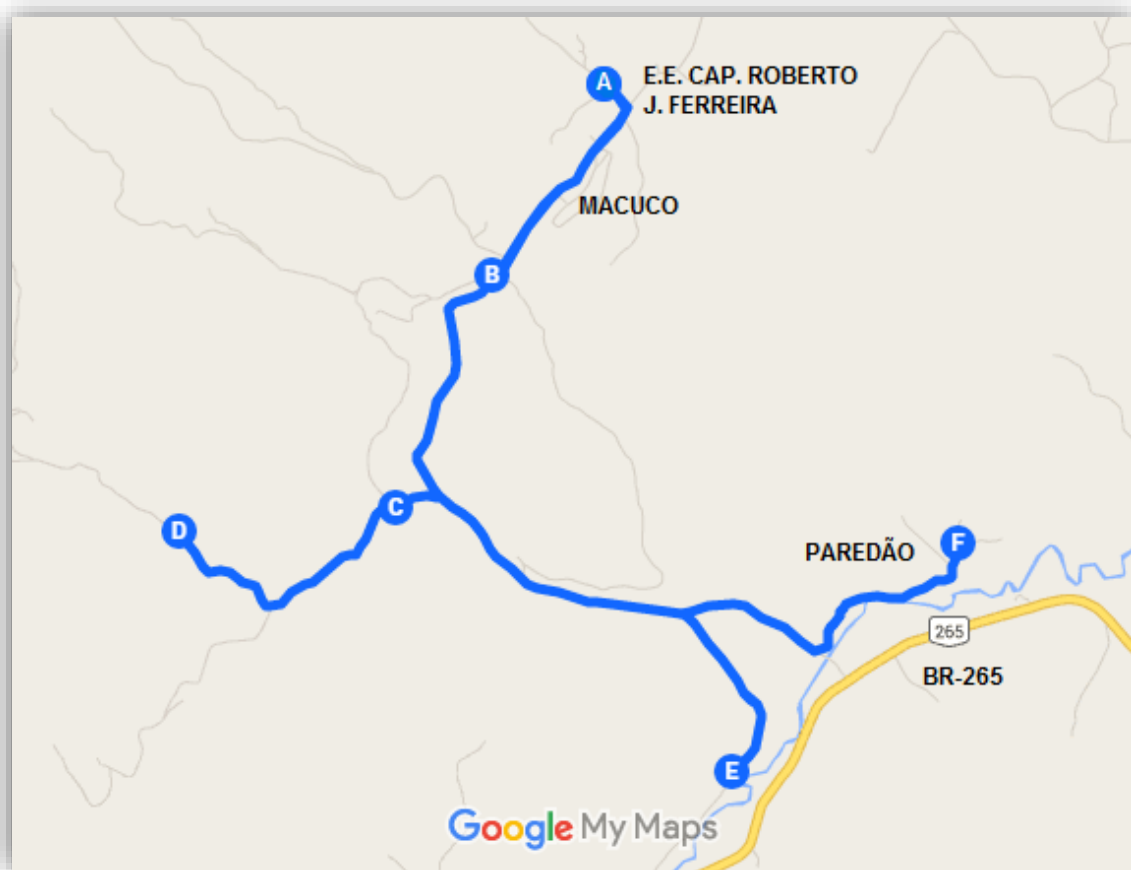 A
E.E. CAP. ROBERTO
J. FERREIRA
MACUCO
B
C
D
PAREDÃO
F
265
BR-265
E
Google My Maps